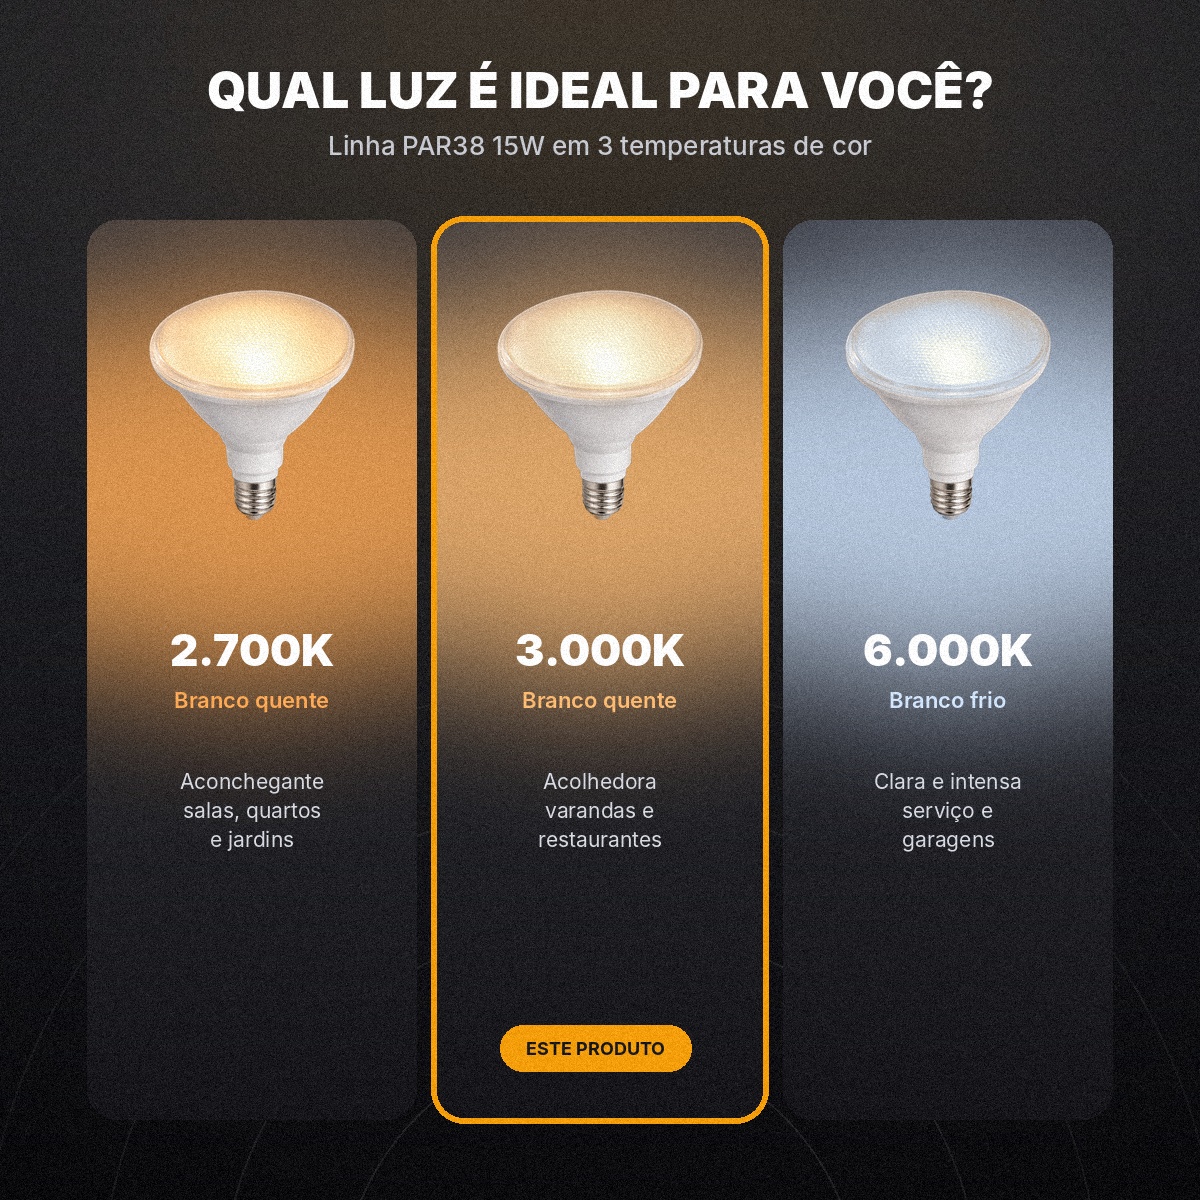 QUAL LUZ É IDEAL PARA VOCÊ?
Linha PAR38 15W em 3 temperaturas de cor
2.700K
Branco quente
Aconchegante
salas, quartos
e jardins
3.000K
Branco quente
Acolhedora
varandas e
restaurantes
ESTE PRODUTO
6.000K
Branco frio
Clara e intensa
serviço e
garagens